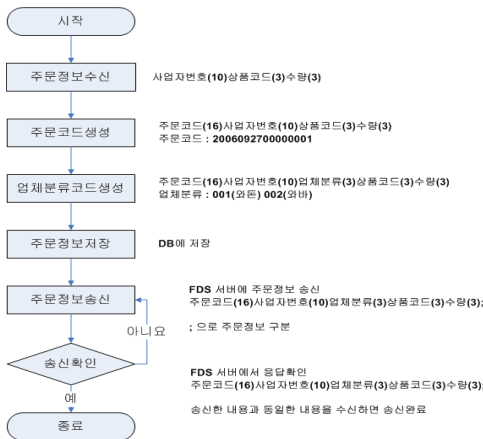 시작
주문정보수신
사업자번호(10)상품코드(3)수량(3)
주문코드생성
주문코드(16)사업자번호(10)상품코드(3)수량(3)
주문코드 : 2006092700000001
업체분류코드생성
주문코드(16)사업자번호(10)업체분류(3)상품코드(3)수량(3)
업체분류 : 001(와돈) 002(와바)
주문정보저장
DB에 저장
주문정보송신
FDS 서버에 주문정보 송신
주문코드(16)사업자번호(10)업체분류(3)상품코드(3)수량(3);
; 으로 주문정보 구분
아니요
송신확인
FDS 서버에서 응답확인
주문코드(16)사업자번호(10)업체분류(3)상품코드(3)수량(3);
송신한 내용과 동일한 내용을 수신하면 송신완료
예
종료